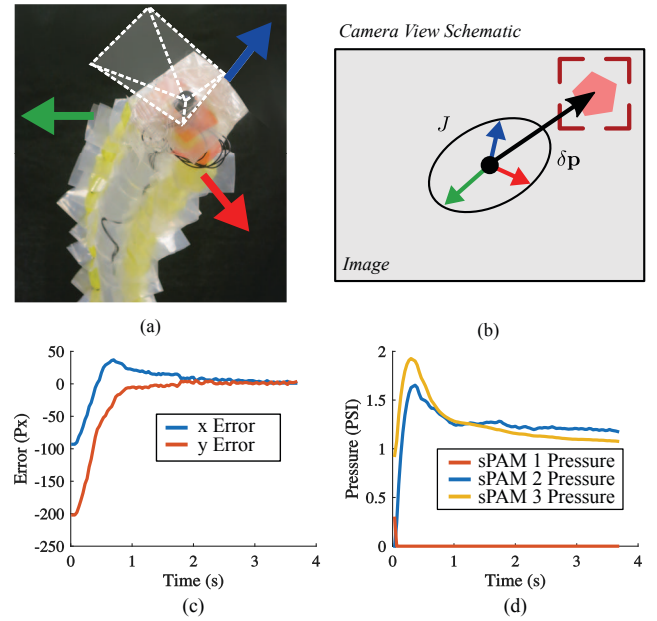 Camera View Schematic
J
δp
Image
(a)
(b)
50
0
-50
-100
-150
-200
-250
Error (Px)
x Error
y Error
0
1
2
3
4
Time (s)
(c)
2
1.5
1
0.5
0
Pressure (PSI)
sPAM 1 Pressure
sPAM 2 Pressure
sPAM 3 Pressure
0
1
2
3
4
Time (s)
(d)